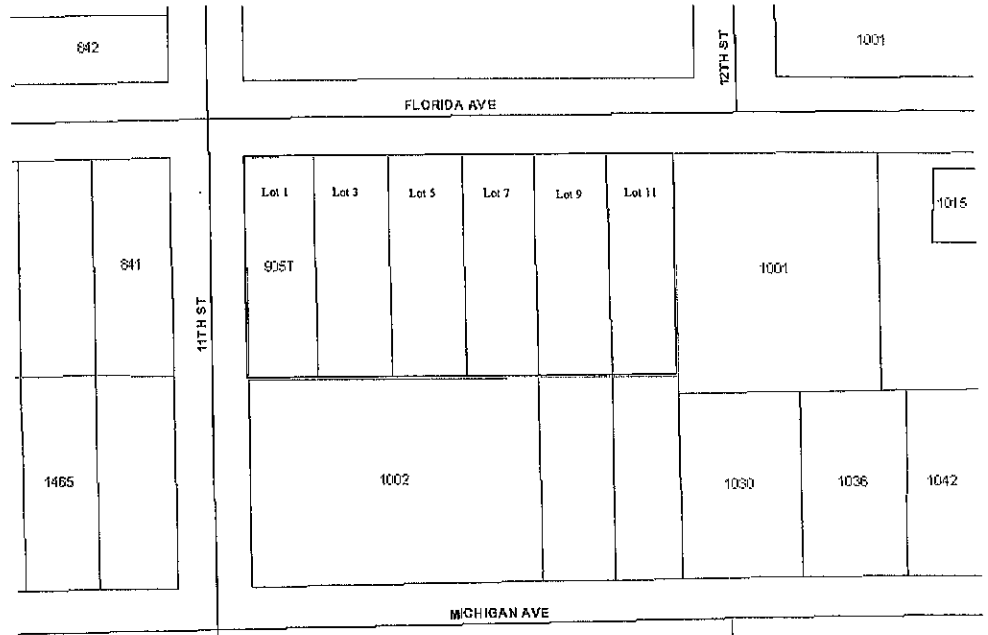 842
12TH ST
1001
FLORIDA AVE
Lot 1
Lot 3
Lot 5
Lot 7
Lot 9
Lot 11
1015
841
905T
1001
11TH ST
1465
1002
1030
1036
1042
MICHIGAN AVE